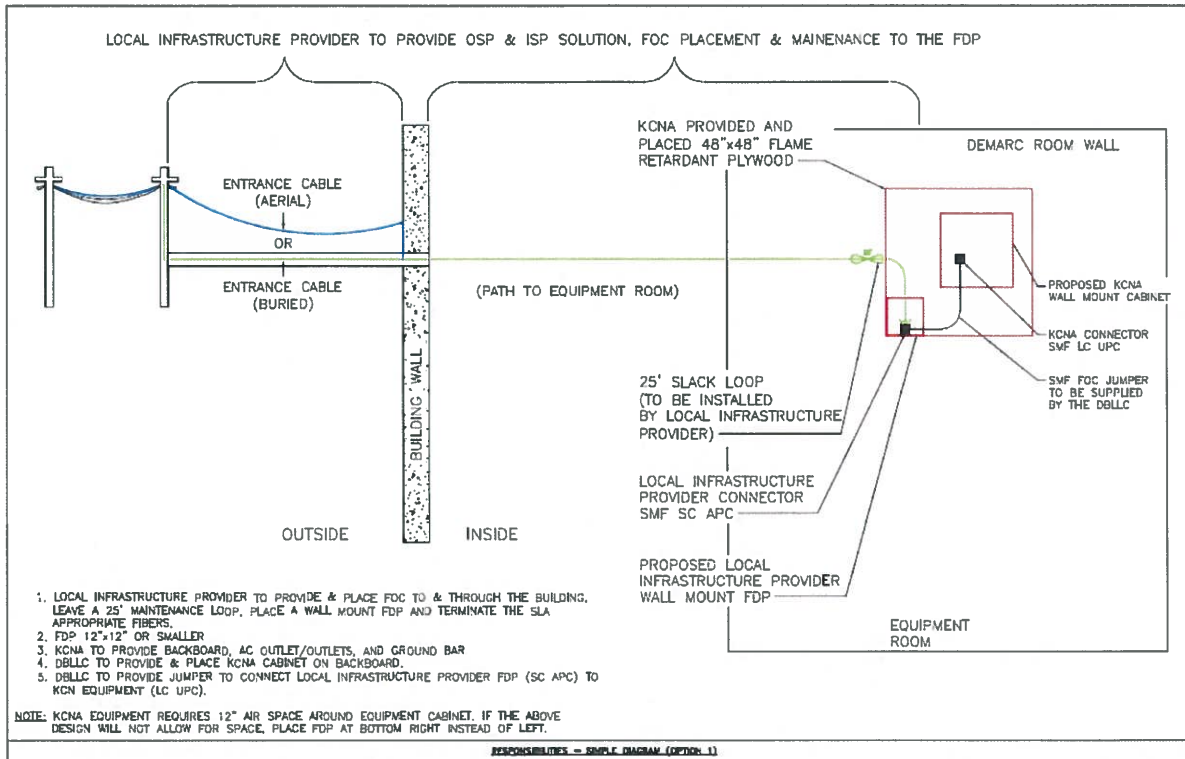 LOCAL INFRASTRUCTURE PROVIDER TO PROVIDE OSP & ISP SOLUTION, FOC PLACEMENT & MAINENANCE TO THE FDP
KCNA PROVIDED AND
PLACED 48"x48" FLAME
RETARDANT PLYWOOD
DEMARC ROOM WALL
ENTRANCE CABLE
(AERIAL)
OR
ENTRANCE CABLE
(BURIED)
BUILDING WALL
(PATH TO EQUIPMENT ROOM)
PROPOSED KCNA
WALL MOUNT CABINET
KCNA CONNECTOR
SMF LC UPC
SMF FOC JUMPER
TO BE SUPPLIED
BY THE DBLLC
25' SLACK LOOP
(TO BE INSTALLED
BY LOCAL INFRASTRUCTURE
PROVIDER)
LOCAL INFRASTRUCTURE
PROVIDER CONNECTOR
SMF SC APC
OUTSIDE
INSIDE
PROPOSED LOCAL
INFRASTRUCTURE PROVIDER
WALL MOUNT FDP
EQUIPMENT
ROOM
1. LOCAL INFRASTRUCTURE PROVIDER TO PROVIDE & PLACE FOC TO & THROUGH THE BUILDING,
LEAVE A 25' MAINTENANCE LOOP, PLACE A WALL MOUNT FDP AND TERMINATE THE SLA
APPROPRIATE FIBERS.
2. FDP 12"x12" OR SMALLER
3. KCNA TO PROVIDE BACKBOARD, AC OUTLET/OUTLETS, AND GROUND BAR
4. DBLLC TO PROVIDE & PLACE KCNA CABINET ON BACKBOARD.
5. DBLLC TO PROVIDE JUMPER TO CONNECT LOCAL INFRASTRUCTURE PROVIDER FDP (SC APC) TO
KCN EQUIPMENT (LC UPC).
NOTE: KCNA EQUIPMENT REQUIRES 12" AIR SPACE AROUND EQUIPMENT CABINET. IF THE ABOVE
DESIGN WILL NOT ALLOW FOR SPACE, PLACE FDP AT BOTTOM RIGHT INSTEAD OF LEFT.
RESPONSIBILITIES - SIMPLE DIAGRAM (OPTION 1)